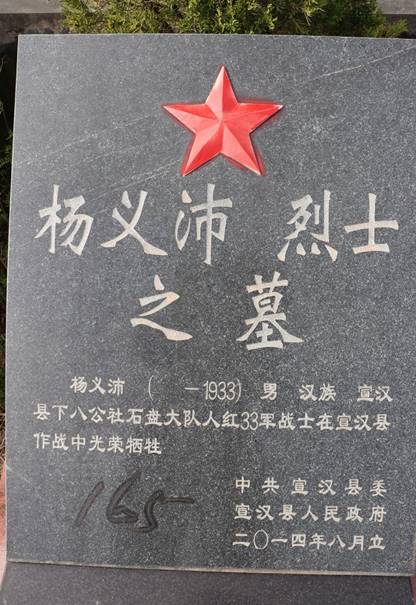 杨义沛 烈士
之墓
杨义沛 ( －1933) 男 汉族 宣汉
县下八公社石盘大队人红33军战士在宣汉县
作战中光荣牺牲
165
中共宣汉县委
宣汉县人民政府
二〇一四年八月立